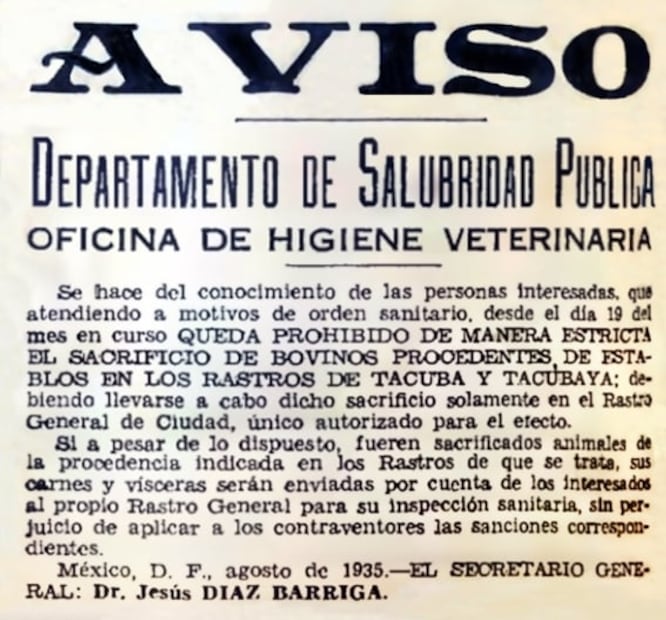 AVISO
DEPARTAMENTO DE SALUBRIDAD PUBLICA
OFICINA DE HIGIENE VETERINARIA
Se hace del conocimiento de las personas interesadas, que
atendiendo a motivos de orden sanitario, desde el día 19 del
mes en curso QUEDA PROHIBIDO DE MANERA ESTRICTA
EL SACRIFICIO DE BOVINOS PROCEDENTES DE ESTA-
BLOS EN LOS RASTROS DE TACUBA Y TACUBAYA; de-
biendo llevarse a cabo dicho sacrificio solamente en el Rastro
General de Ciudad, único autorizado para el efecto.
Si a pesar de lo dispuesto, fueren sacrificados animales de
la procedencia indicada en los Rastros de que se trata, sus
carnes y vísceras serán enviadas por cuenta de los interesados
al propio Rastro General para su inspección sanitaria, sin per-
juicio de aplicar a los contraventores las sanciones correspon-
dientes.
México, D. F., agosto de 1935.—EL SECRETARIO GENE-
RAL: Dr. Jesús DIAZ BARRIGA.